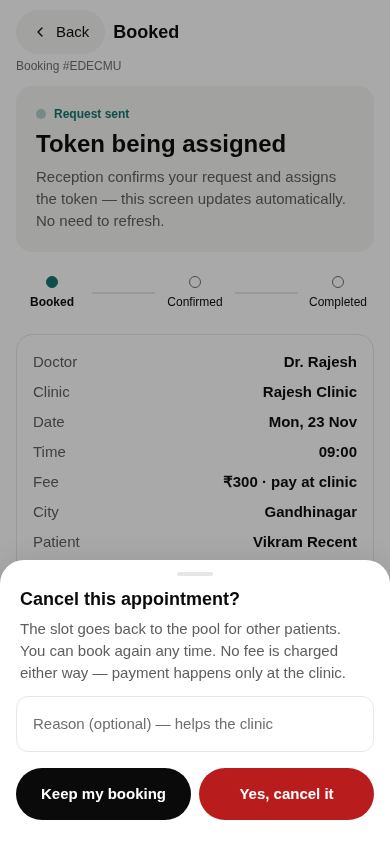 Back Booked
Booking #EDECMU
Request sent
Token being assigned
Reception confirms your request and assigns
the token — this screen updates automatically.
No need to refresh.
Booked Confirmed Completed
Doctor Dr. Rajesh
Clinic Rajesh Clinic
Date Mon, 23 Nov
Time 09:00
Fee ₹300 · pay at clinic
City Gandhinagar
Patient Vikram Recent
Cancel this appointment?
The slot goes back to the pool for other patients.
You can book again any time. No fee is charged
either way — payment happens only at the clinic.
Reason (optional) — helps the clinic
Keep my booking Yes, cancel it